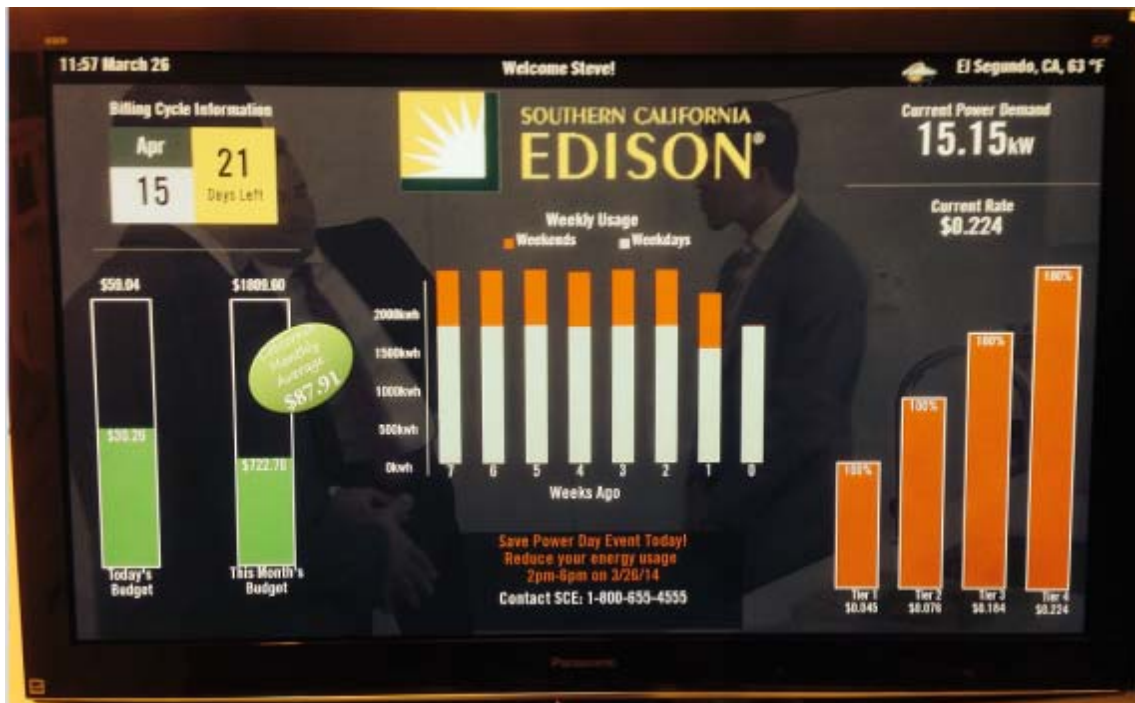 11:57 March 26
Welcome Steve!
El Segundo, CA, 63 °F
Billing Cycle Information
Apr
15
21
Days Left
SOUTHERN CALIFORNIA
EDISON®
Current Power Demand
15.15kW
Current Rate
$0.224
$59.04
$1809.60
$30.26
$722.70
Monthly
Average
$87.91
Today's
Budget
This Month's
Budget
Weekly Usage
Weekends
Weekdays
2000kwh
1500kwh
1000kwh
500kwh
0kwh
7 6 5 4 3 2 1 0
Weeks Ago
Save Power Day Event Today!
Reduce your energy usage
2pm-6pm on 3/26/14
Contact SCE: 1-800-655-4555
100%
100%
100%
100%
Tier 1
$0.045
Tier 2
$0.076
Tier 3
$0.184
Tier 4
$0.224
Panasonic